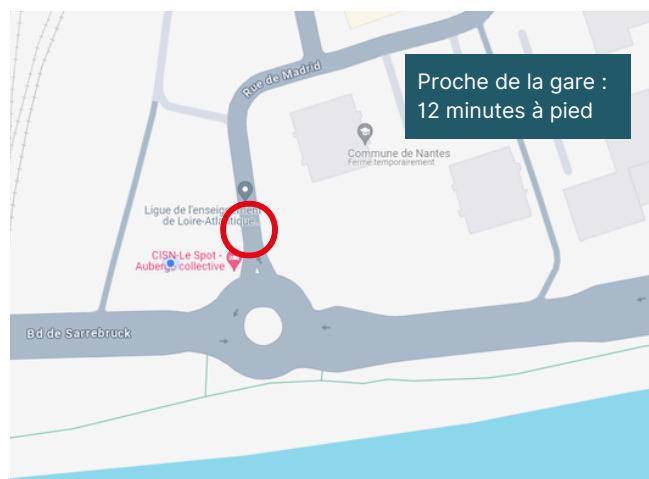 Rue de Madrid
Proche de la gare :
12 minutes à pied
Commune de Nantes
Fermé temporairement
Ligue de l'enseignement
de Loire-Atlantique
CISN-Le Spot -
Auberge collective
Bd de Sarrebruck